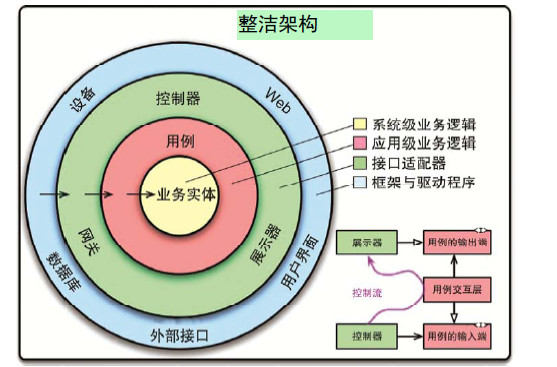 整洁架构
设备
控制器
Web
用例
业务实体
网关
展示器
数据库
用户界面
外部接口
系统级业务逻辑
应用级业务逻辑
接口适配器
框架与驱动程序
展示器
用例的输出端
控制流
用例交互层
控制器
用例的输入端